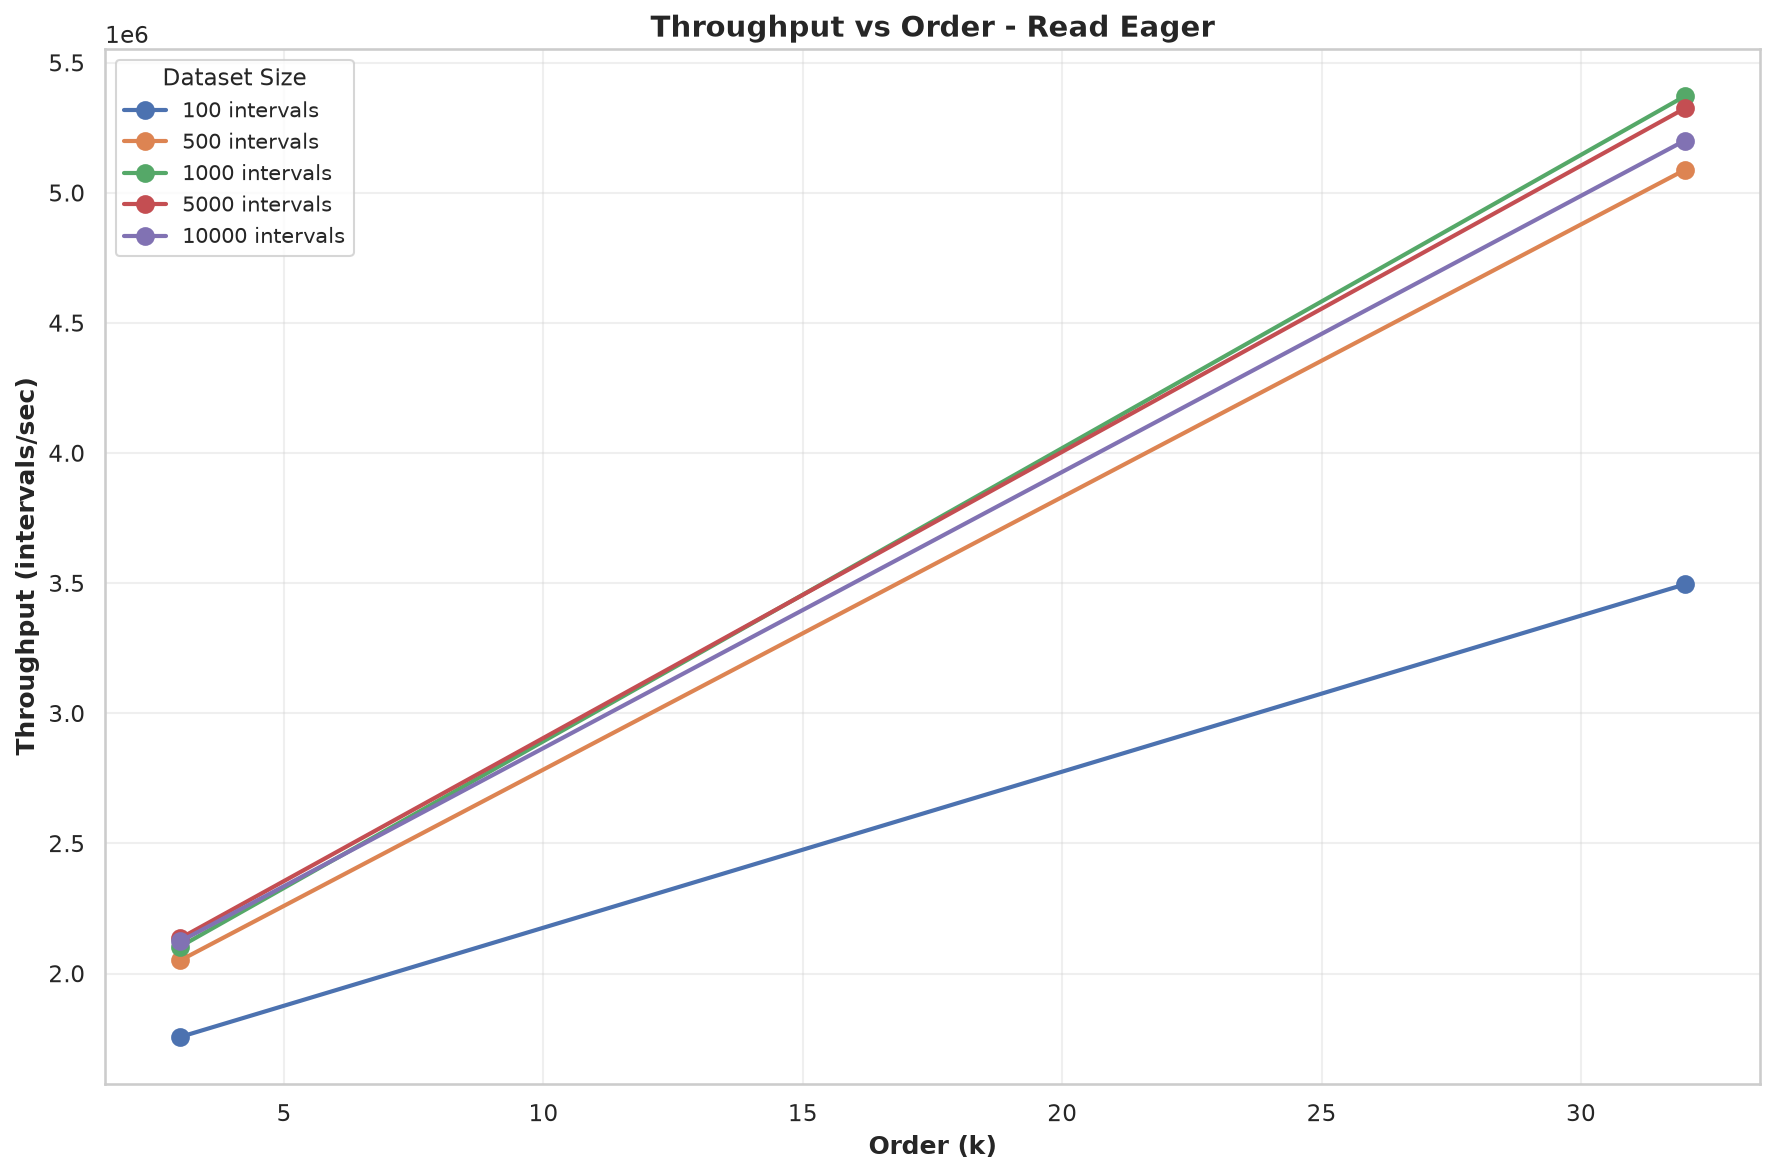 Throughput vs Order - Read Eager
1e6
5.5
5.0
4.5
4.0
3.5
3.0
2.5
2.0
Throughput (intervals/sec)
Dataset Size
100 intervals
500 intervals
1000 intervals
5000 intervals
10000 intervals
5
10
15
20
25
30
Order (k)